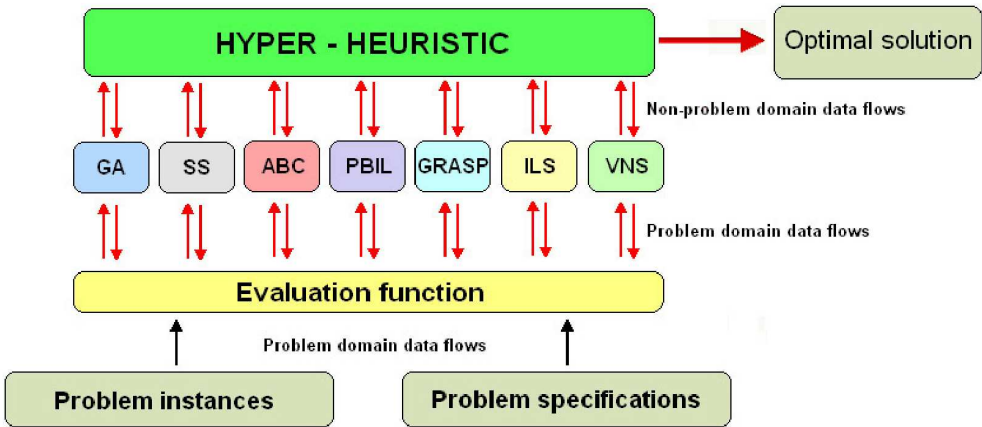 HYPER - HEURISTIC
Optimal solution
Non-problem domain data flows
GA
SS
ABC
PBIL
GRASP
ILS
VNS
Problem domain data flows
Evaluation function
Problem domain data flows
Problem instances
Problem specifications